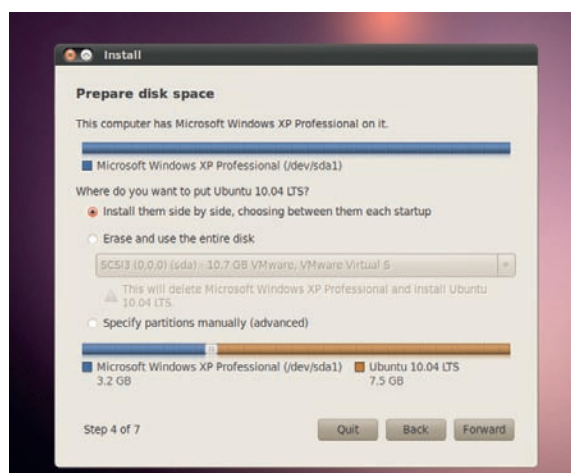 Install
Prepare disk space
This computer has Microsoft Windows XP Professional on it.
Microsoft Windows XP Professional (/dev/sda1)
Where do you want to put Ubuntu 10.04 LTS?
Install them side by side, choosing between them each startup
Erase and use the entire disk
SCSI3 (0,0,0) (sda) - 10.7 GB VMware, VMware Virtual S
This will delete Microsoft Windows XP Professional and install Ubuntu
10.04 LTS.
Specify partitions manually (advanced)
Microsoft Windows XP Professional (/dev/sda1) Ubuntu 10.04 LTS
3.2 GB 7.5 GB
Step 4 of 7 Quit Back Forward